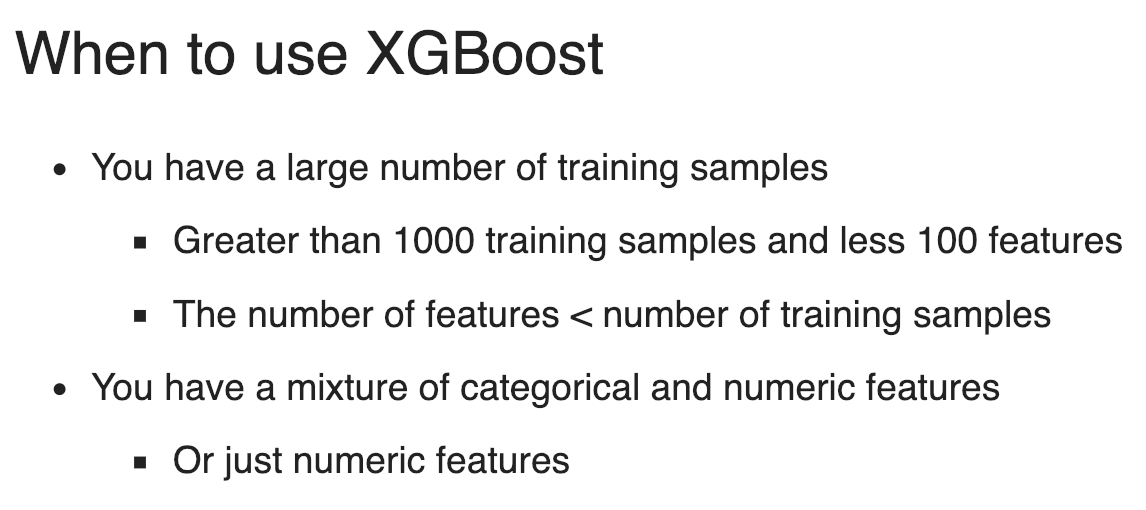 When to use XGBoost
• You have a large number of training samples
▪ Greater than 1000 training samples and less 100 features
▪ The number of features < number of training samples
• You have a mixture of categorical and numeric features
▪ Or just numeric features